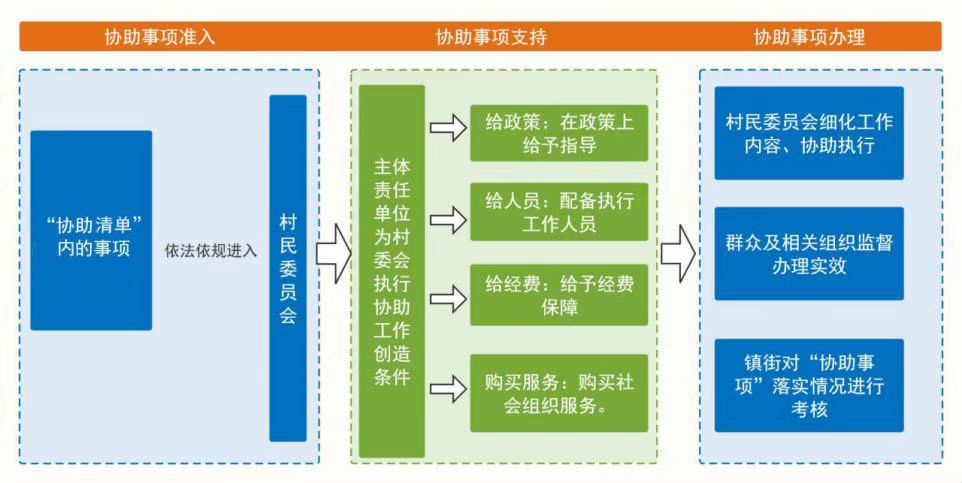 协助事项准入
协助事项支持
协助事项办理
“协助清单”
内的事项
依法依规进入
村
民
委
员
会
主体
责任
单位
为村
委会
执行
协助
工作
创造
条件
给政策：在政策上
给予指导
给人员：配备执行
工作人员
给经费：给予经费
保障
购买服务：购买社
会组织服务。
村民委员会细化工作
内容、协助执行
群众及相关组织监督
办理实效
镇街对“协助事
项”落实情况进行
考核